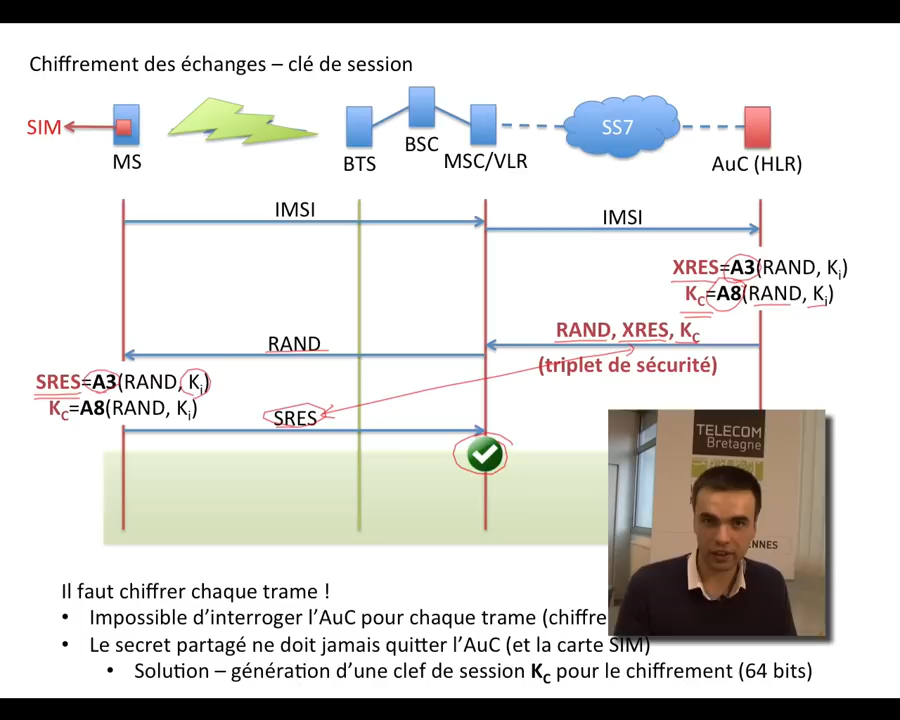 Chiffrement des échanges – clé de session
SIM
MS
BTS
BSC
MSC/VLR
SS7
AuC (HLR)
IMSI
IMSI
XRES=A3(RAND, Ki)
KC=A8(RAND, Ki)
RAND, XRES, KC
(triplet de sécurité)
RAND
SRES=A3(RAND, Ki)
KC=A8(RAND, Ki)
SRES
TELECOM
Bretagne
ENNES
Il faut chiffrer chaque trame !
• Impossible d'interroger l'AuC pour chaque trame (chiffre
• Le secret partagé ne doit jamais quitter l'AuC (et la carte SIM)
• Solution – génération d'une clef de session KC pour le chiffrement (64 bits)